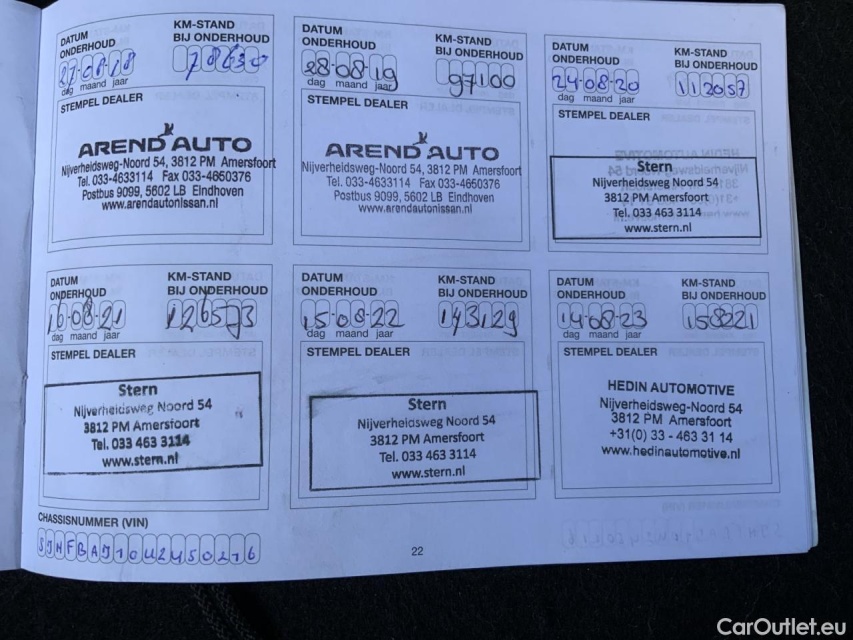 DATUM ONDERHOUD
KM-STAND BIJ ONDERHOUD
27-08-18
78630
dag maand jaar
STEMPEL DEALER
AREND AUTO
Nijverheidsweg-Noord 54, 3812 PM Amersfoort
Tel. 033-4633114 Fax 033-4650376
Postbus 9099, 5602 LB Eindhoven
www.arendautonissan.nl
DATUM ONDERHOUD
KM-STAND BIJ ONDERHOUD
28-08-19
97100
dag maand jaar
STEMPEL DEALER
AREND AUTO
Nijverheidsweg-Noord 54, 3812 PM Amersfoort
Tel. 033-4633114 Fax 033-4650376
Postbus 9099, 5602 LB Eindhoven
www.arendautonissan.nl
DATUM ONDERHOUD
KM-STAND BIJ ONDERHOUD
24-08-20
112057
dag maand jaar
STEMPEL DEALER
Stern
Nijverheidsweg Noord 54
3812 PM Amersfoort
Tel. 033 463 3114
www.stern.nl
DATUM ONDERHOUD
KM-STAND BIJ ONDERHOUD
16-08-21
126573
dag maand jaar
STEMPEL DEALER
Stern
Nijverheidsweg Noord 54
3812 PM Amersfoort
Tel. 033 463 3114
www.stern.nl
DATUM ONDERHOUD
KM-STAND BIJ ONDERHOUD
15-08-22
143129
dag maand jaar
STEMPEL DEALER
Stern
Nijverheidsweg Noord 54
3812 PM Amersfoort
Tel. 033 463 3114
www.stern.nl
DATUM ONDERHOUD
KM-STAND BIJ ONDERHOUD
14-08-23
158221
dag maand jaar
STEMPEL DEALER
HEDIN AUTOMOTIVE
Nijverheidsweg-Noord 54
3812 PM Amersfoort
+31(0) 33 - 463 31 14
www.hedinautomotive.nl
CHASSISNUMMER (VIN)
SJNFBAJ10U2450216
22
CarOutlet.eu